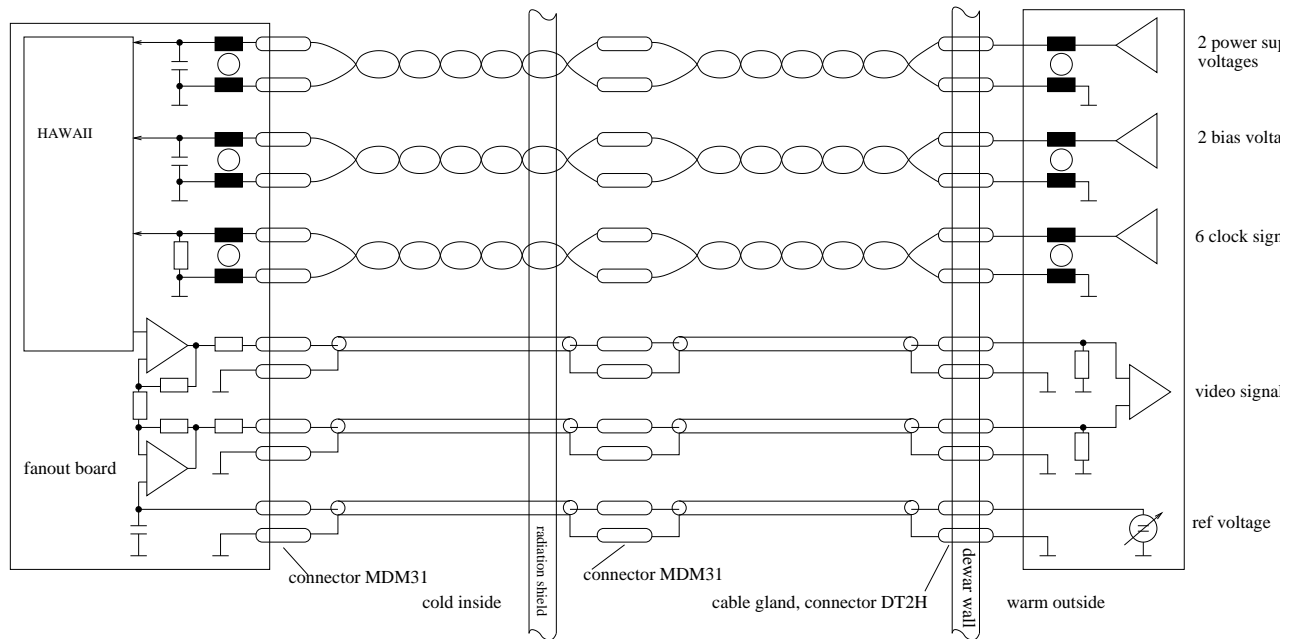 2 power su
voltages
HAWAII
2 bias volta
6 clock sign
video signal
fanout board
ref voltage
radiation shield
dewar wall
connector MDM31
connector MDM31
cold inside
cable gland, connector DT2H
warm outside